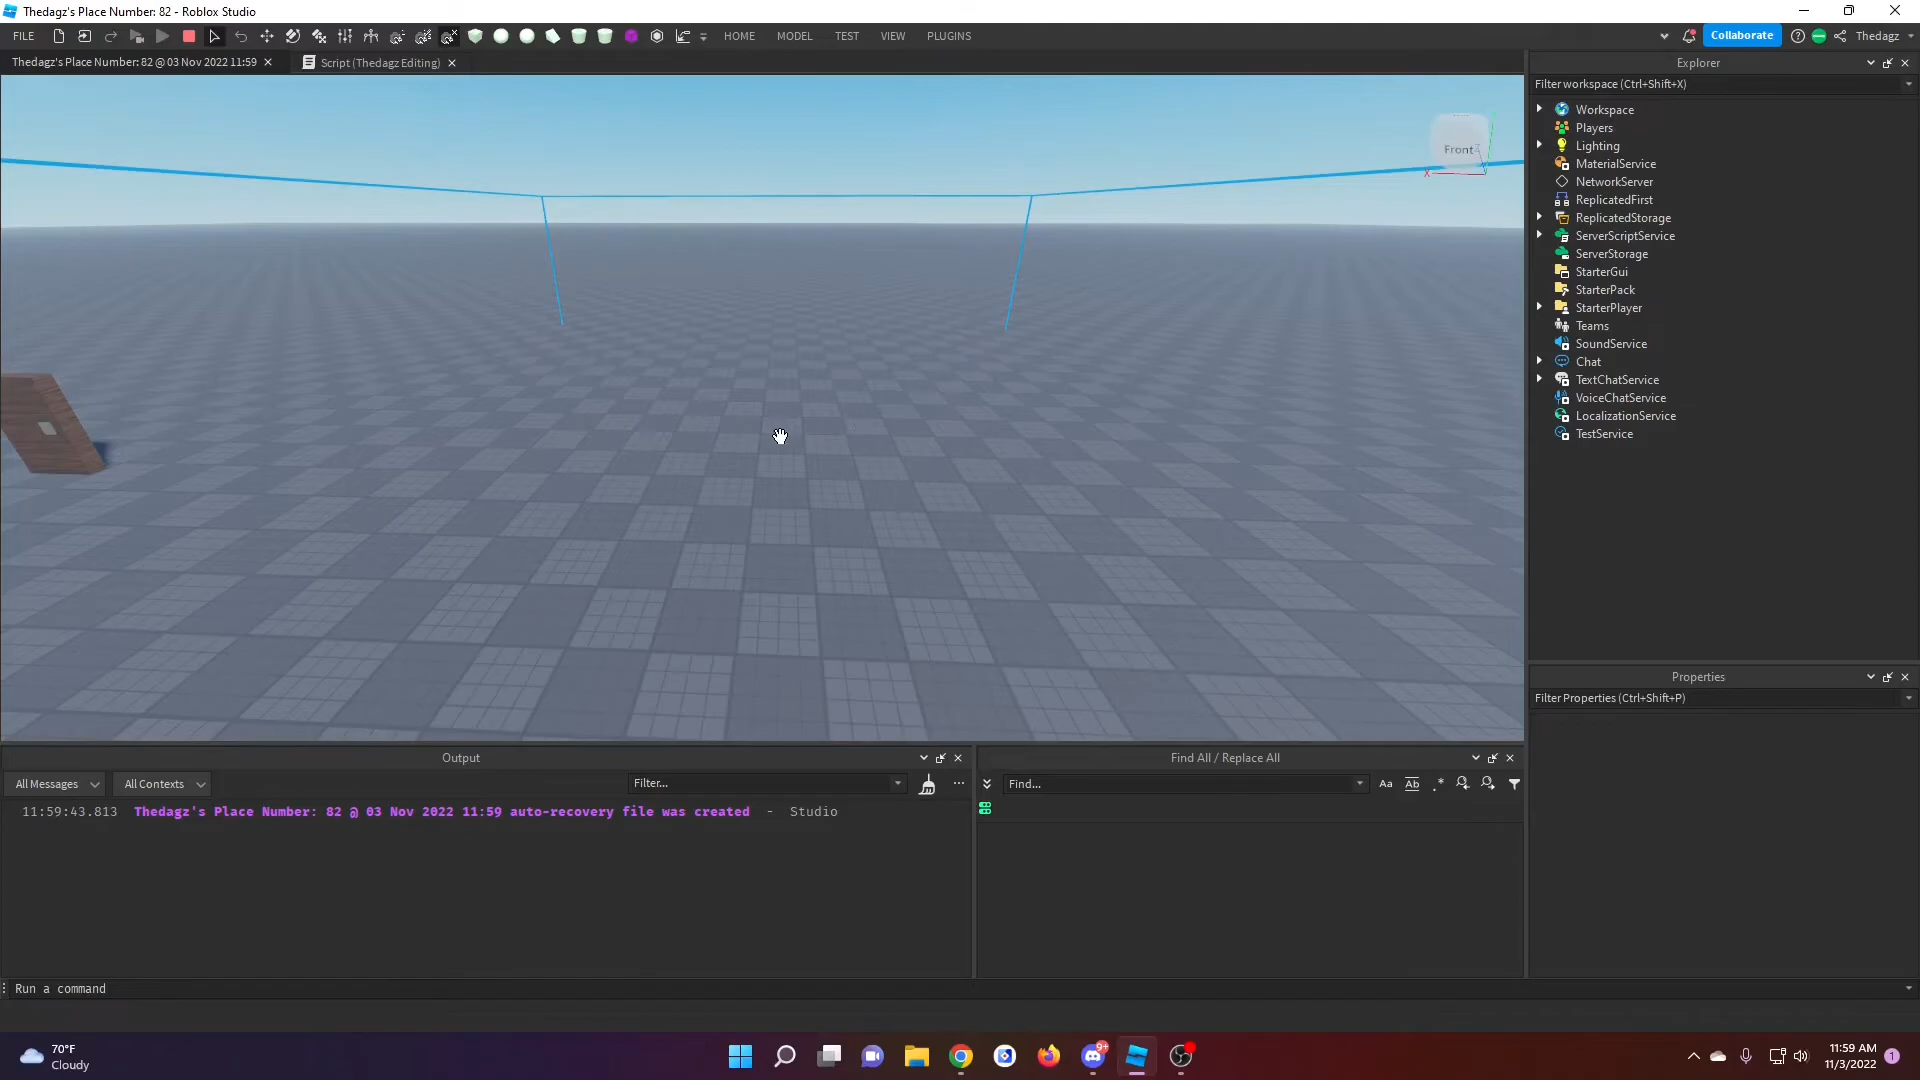 Thedagz's Place Number: 82 - Roblox Studio
FILE
HOME
MODEL
TEST
VIEW
PLUGINS
Collaborate
Thedagz
Thedagz's Place Number: 82 @ 03 Nov 2022 11:59
Script (Thedagz Editing)
Explorer
Filter workspace (Ctrl+Shift+X)
Workspace
Players
Lighting
MaterialService
NetworkServer
ReplicatedFirst
ReplicatedStorage
ServerScriptService
ServerStorage
StarterGui
StarterPack
StarterPlayer
Teams
SoundService
Chat
TextChatService
VoiceChatService
LocalizationService
TestService
Front
Z
X
Properties
Filter Properties (Ctrl+Shift+P)
Output
All Messages
All Contexts
Filter...
11:59:43.813 Thedagz's Place Number: 82 @ 03 Nov 2022 11:59 auto-recovery file was created - Studio
Find All / Replace All
Find...
Aa
Ab
.*
Run a command
70°F
Cloudy
9+
11:59 AM
11/3/2022
1